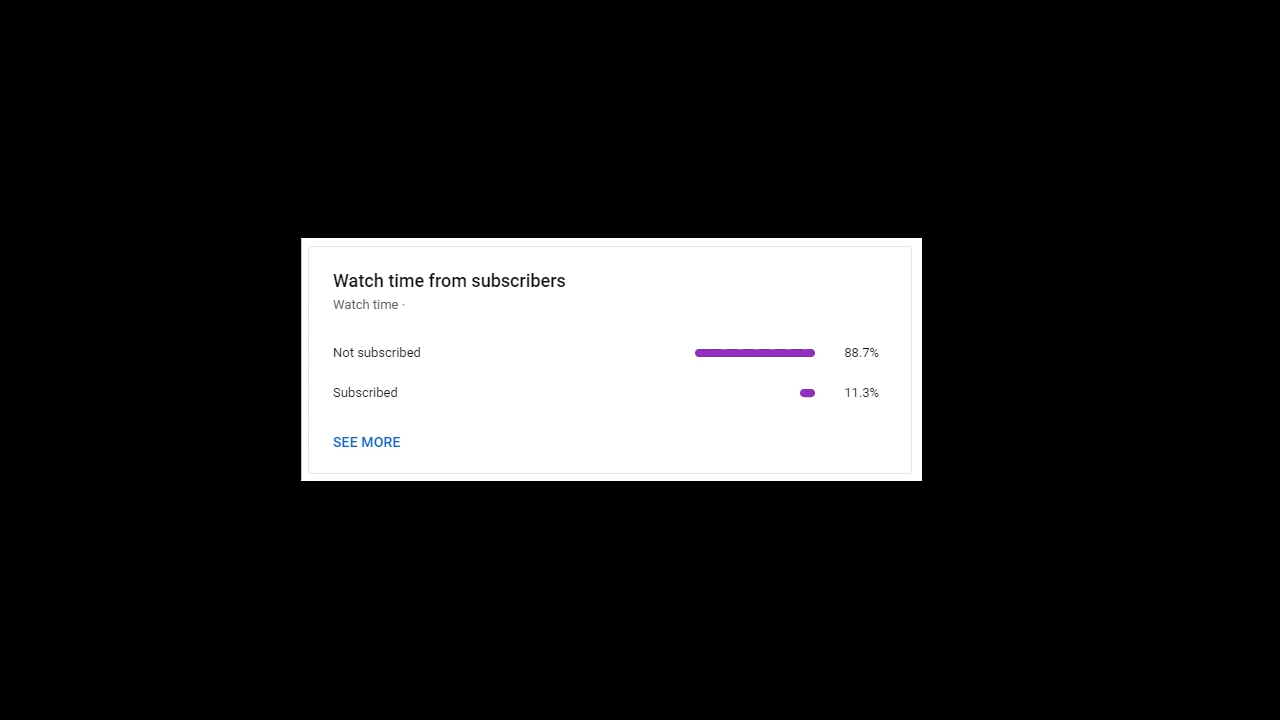 Watch time from subscribers
Watch time ·
Not subscribed 88.7%
Subscribed 11.3%
SEE MORE